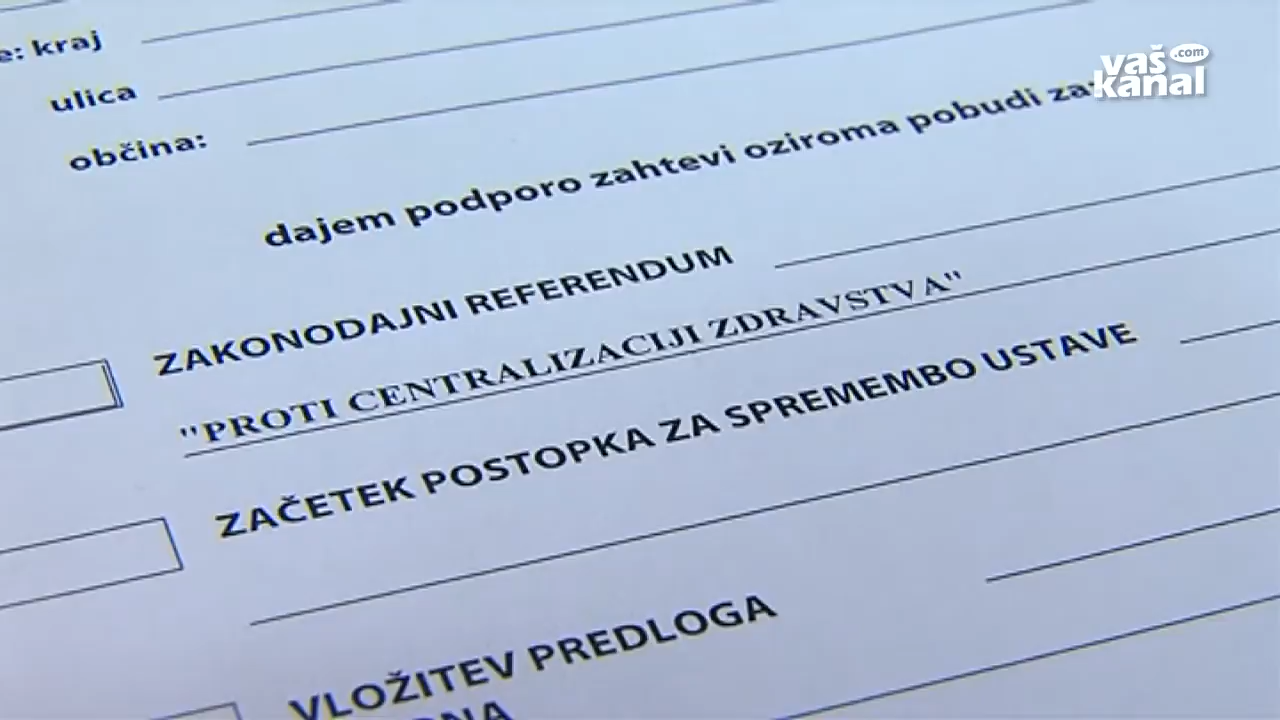 kraj
ulica
občina:
dajem podporo zahtevi oziroma pobudi za:
ZAKONODAJNI REFERENDUM
"PROTI CENTRALIZACIJI ZDRAVSTVA"
ZAČETEK POSTOPKA ZA SPREMEMBO USTAVE
VLOŽITEV PREDLOGA
vaš
kanal
.com